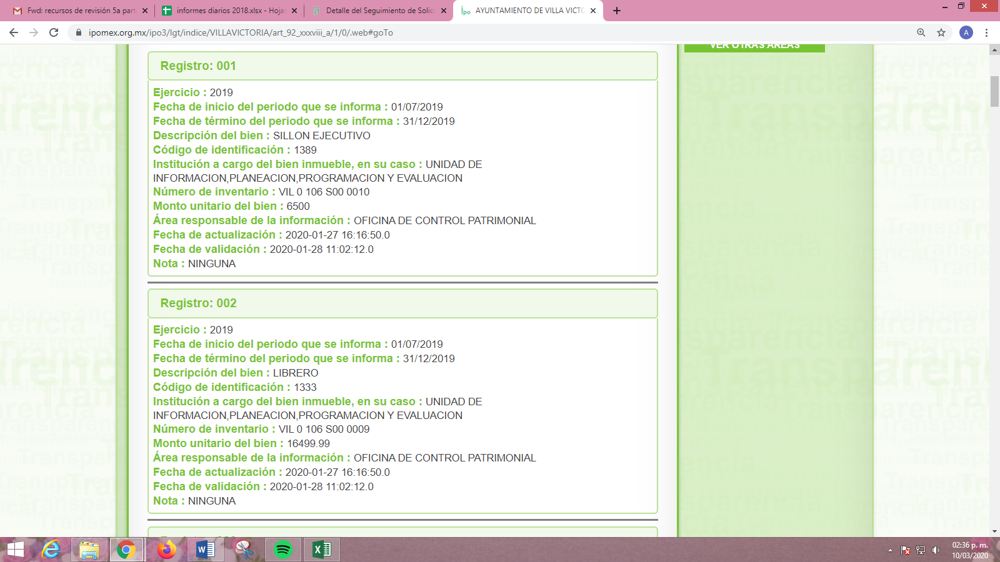 Fwd: recursos de revisión 5a part
informes diarios 2018.xlsx - Hoja
Detalle del Seguimiento de Solici
ipo AYUNTAMIENTO DE VILLA VICTO
ipomex.org.mx/ipo3/lgt/indice/VILLAVICTORIA/art_92_xxxviii_a/1/0/.web#goTo
A
VER OTRAS AREAS
Registro: 001
Ejercicio : 2019
Fecha de inicio del periodo que se informa : 01/07/2019
Fecha de término del periodo que se informa : 31/12/2019
Descripción del bien : SILLON EJECUTIVO
Código de identificación : 1389
Institución a cargo del bien inmueble, en su caso : UNIDAD DE
INFORMACION,PLANEACION,PROGRAMACION Y EVALUACION
Número de inventario : VIL 0 106 S00 0010
Monto unitario del bien : 6500
Área responsable de la información : OFICINA DE CONTROL PATRIMONIAL
Fecha de actualización : 2020-01-27 16:16:50.0
Fecha de validación : 2020-01-28 11:02:12.0
Nota : NINGUNA
Registro: 002
Ejercicio : 2019
Fecha de inicio del periodo que se informa : 01/07/2019
Fecha de término del periodo que se informa : 31/12/2019
Descripción del bien : LIBRERO
Código de identificación : 1333
Institución a cargo del bien inmueble, en su caso : UNIDAD DE
INFORMACION,PLANEACION,PROGRAMACION Y EVALUACION
Número de inventario : VIL 0 106 S00 0009
Monto unitario del bien : 16499.99
Área responsable de la información : OFICINA DE CONTROL PATRIMONIAL
Fecha de actualización : 2020-01-27 16:16:50.0
Fecha de validación : 2020-01-28 11:02:12.0
Nota : NINGUNA
02:36 p. m.
10/03/2020